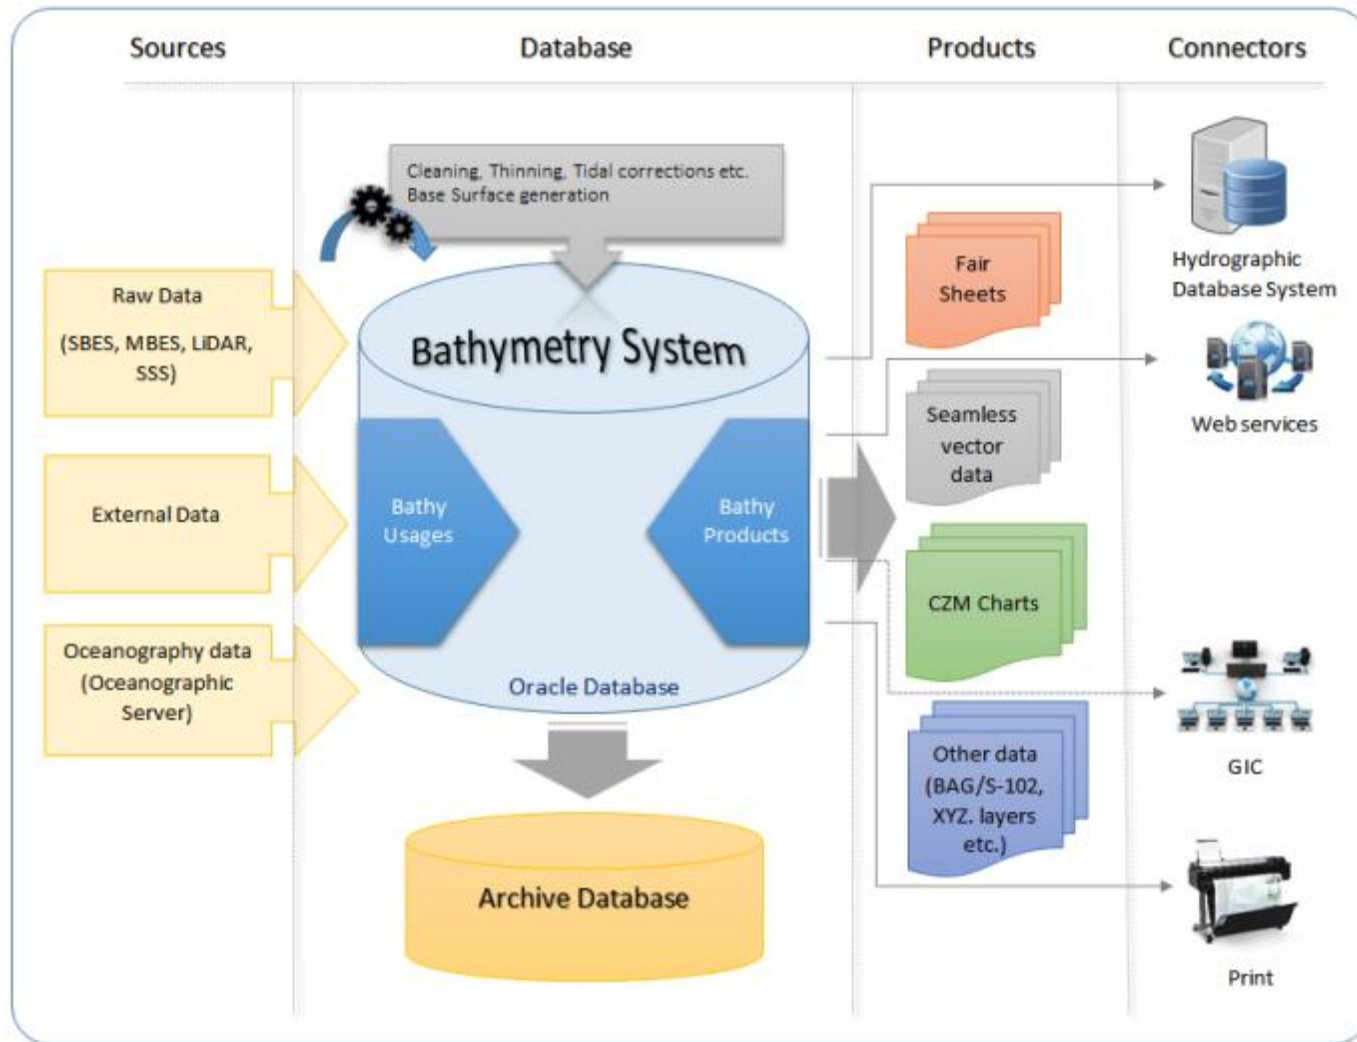 Sources
Database
Products
Connectors
Cleaning, Thinning, Tidal corrections etc.
Base Surface generation
Raw Data
(SBES, MBES, LiDAR,
SSS)
External Data
Oceanography data
(Oceanographic
Server)
Bathymetry System
Bathy
Usages
Bathy
Products
Oracle Database
Archive Database
Fair
Sheets
Seamless
vector
data
CZM Charts
Other data
(BAG/S-102,
XYZ. layers
etc.)
Hydrographic
Database System
Web services
GIC
Print